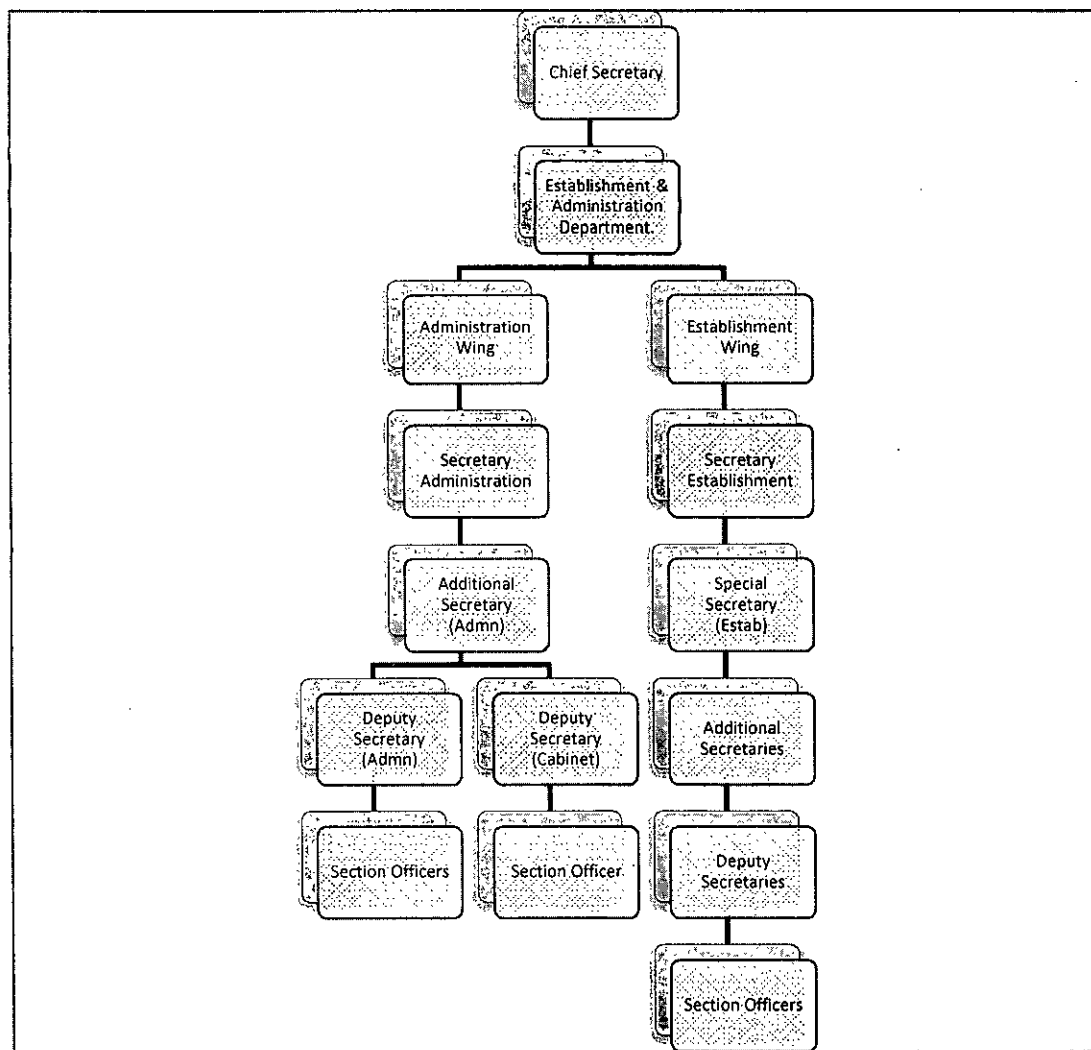 Chief Secretary
Establishment &
Administration
Department.
Administration
Wing
Establishment
Wing
Secretary
Administration
Secretary
Establishment
Additional
Secretary
(Admn)
Special
Secretary
(Estab)
Deputy
Secretary
(Admn)
Deputy
Secretary
(Cabinet)
Additional
Secretaries
Section Officers
Section Officer
Deputy
Secretaries
Section Officers